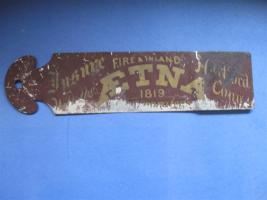 Insure
FIRE & INLAND
ÆTNA
1819
Hartford
Conn